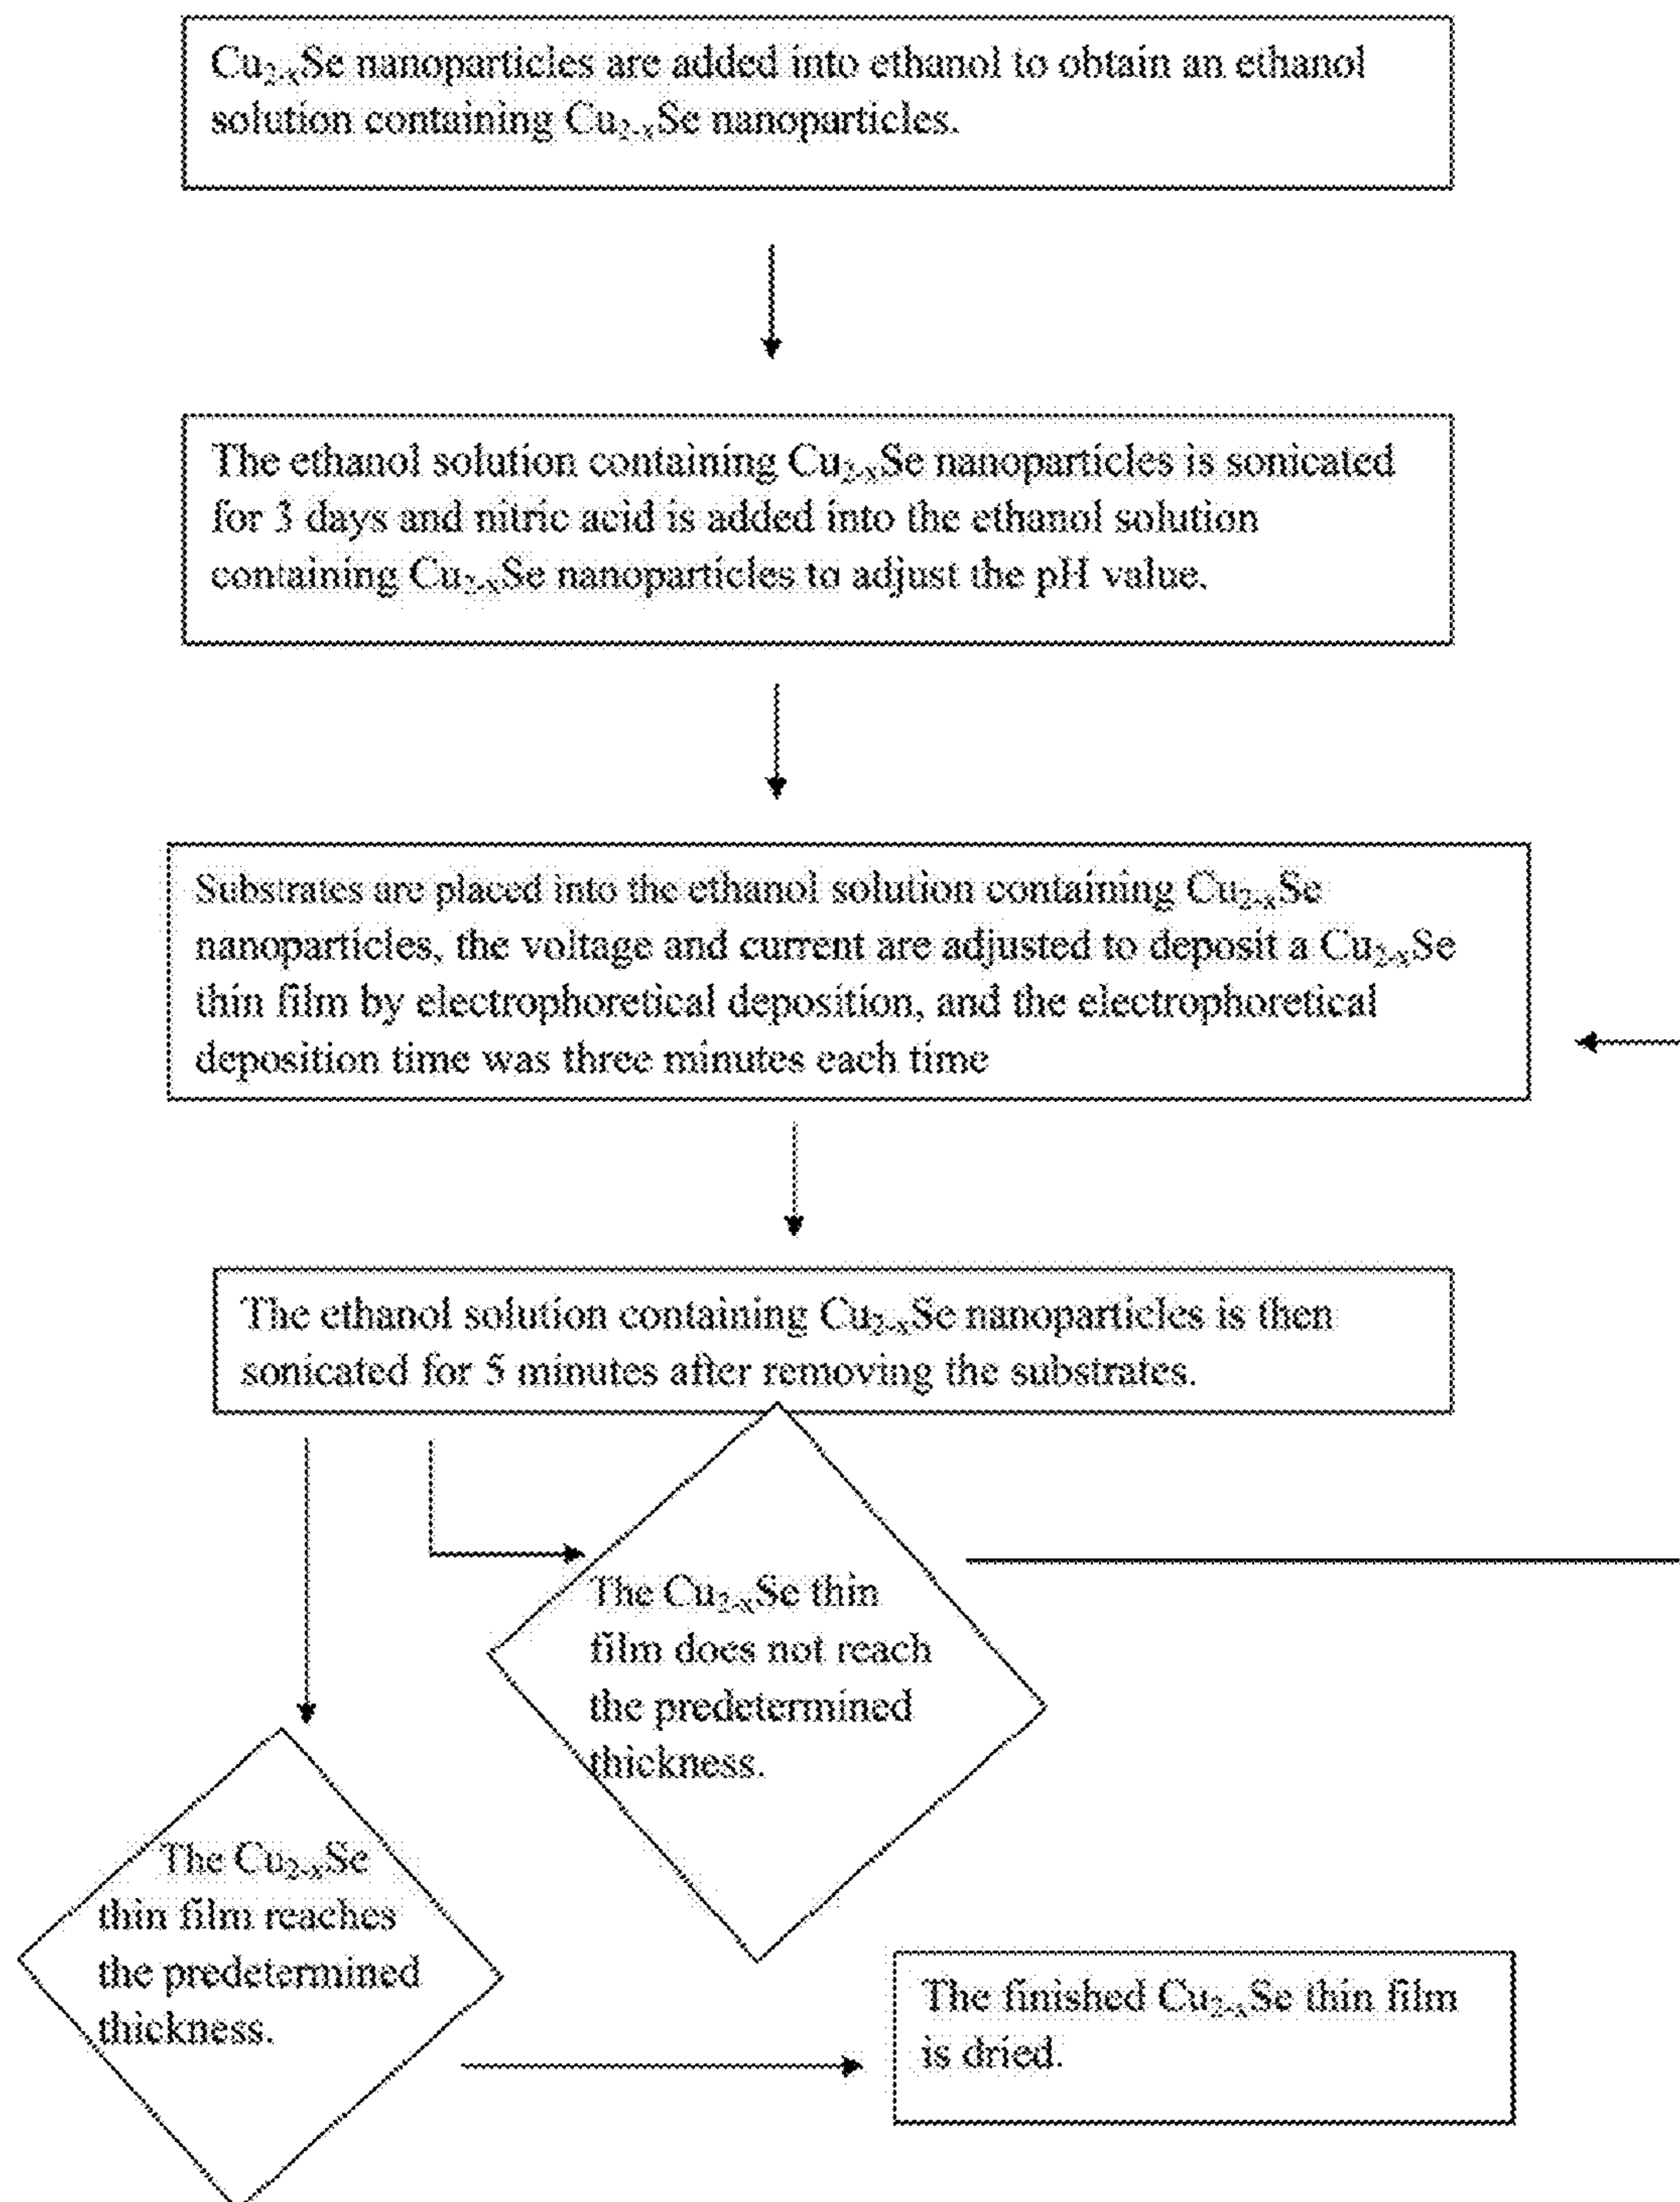 Cu₂₋ₓSe nanoparticles are added into ethanol to obtain an ethanol
solution containing Cu₂₋ₓSe nanoparticles.
The ethanol solution containing Cu₂₋ₓSe nanoparticles is sonicated
for 3 days and nitric acid is added into the ethanol solution
containing Cu₂₋ₓSe nanoparticles to adjust the pH value.
Substrates are placed into the ethanol solution containing Cu₂₋ₓSe
nanoparticles, the voltage and current are adjusted to deposit a Cu₂₋ₓSe
thin film by electrophoretical deposition, and the electrophoretical
deposition time was three minutes each time
The ethanol solution containing Cu₂₋ₓSe nanoparticles is then
sonicated for 5 minutes after removing the substrates.
The Cu₂₋ₓSe thin
film does not reach
the predetermined
thickness.
The Cu₂₋ₓSe
thin film reaches
the predetermined
thickness.
The finished Cu₂₋ₓSe thin film
is dried.